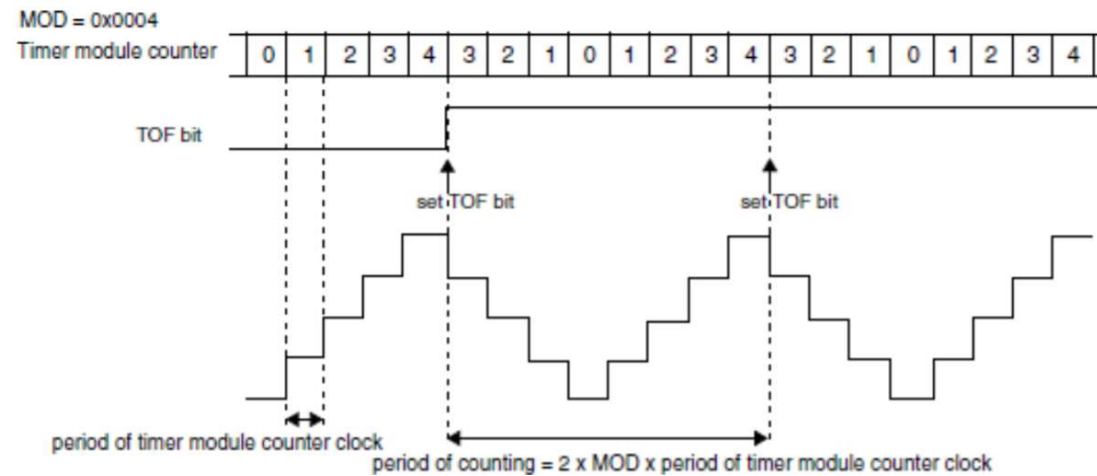 MOD = 0x0004
Timer module counter 0 1 2 3 4 3 2 1 0 1 2 3 4 3 2 1 0 1 2 3 4
TOF bit
set TOF bit set TOF bit
period of timer module counter clock
period of counting = 2 x MOD x period of timer module counter clock